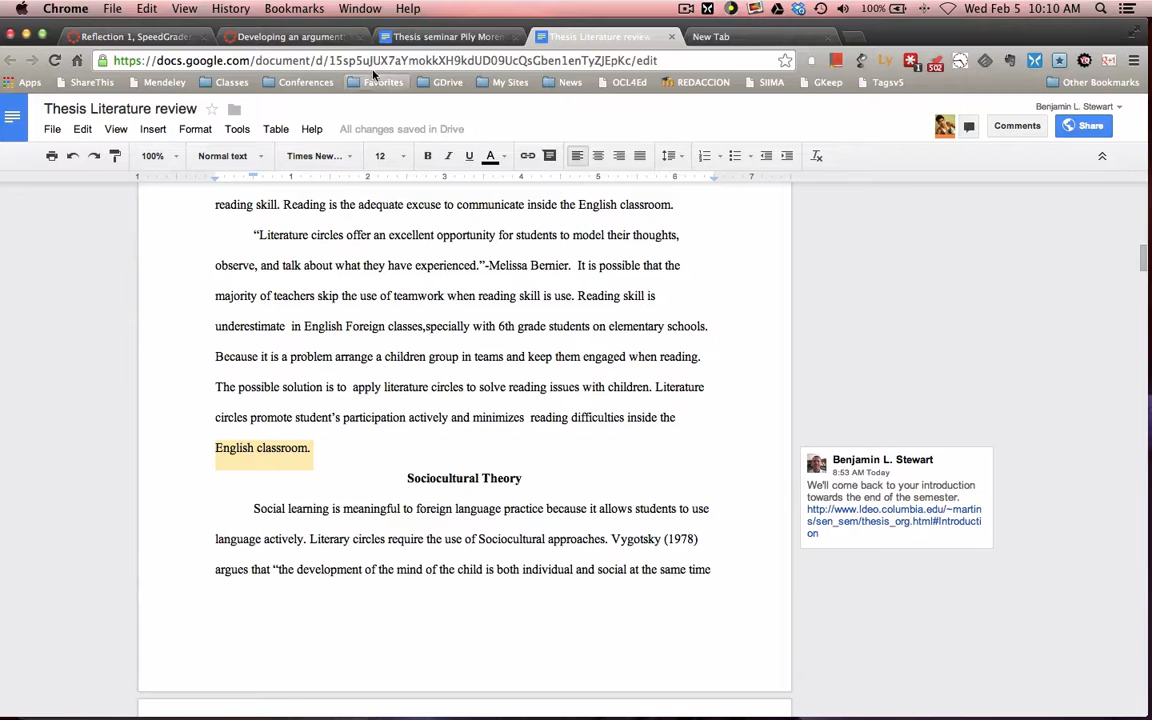 Chrome File Edit View History Bookmarks Window Help 100% Wed Feb 5 10:10 AM
Reflection 1, SpeedGrade Developing an argument: Thesis seminar Pily Moren Thesis Literature review New Tab
https://docs.google.com/document/d/15sp5uJUX7aYmokkXH9kdUD09UcQsGben1enTyZJEpKc/edit
502
Apps ShareThis Mendeley Classes Conferences Favorites GDrive My Sites News OCL4Ed REDACCION SIIMA GKeep Tagsv5 Other Bookmarks
Thesis Literature review Benjamin L. Stewart
File Edit View Insert Format Tools Table Help All changes saved in Drive Comments Share
100% Normal text Times New... 12 B I U A
1 1 2 3 4 5 6 7
reading skill. Reading is the adequate excuse to communicate inside the English classroom.
“Literature circles offer an excellent opportunity for students to model their thoughts,
observe, and talk about what they have experienced.”-Melissa Bernier. It is possible that the
majority of teachers skip the use of teamwork when reading skill is use. Reading skill is
underestimate in English Foreign classes,specially with 6th grade students on elementary schools.
Because it is a problem arrange a children group in teams and keep them engaged when reading.
The possible solution is to apply literature circles to solve reading issues with children. Literature
circles promote student’s participation actively and minimizes reading difficulties inside the
English classroom.
Sociocultural Theory
Social learning is meaningful to foreign language practice because it allows students to use
language actively. Literary circles require the use of Sociocultural approaches. Vygotsky (1978)
argues that “the development of the mind of the child is both individual and social at the same time
Benjamin L. Stewart
8:53 AM Today
We'll come back to your introduction
towards the end of the semester.
http://www.ldeo.columbia.edu/~martin
s/sen_sem/thesis_org.html#Introducti
on